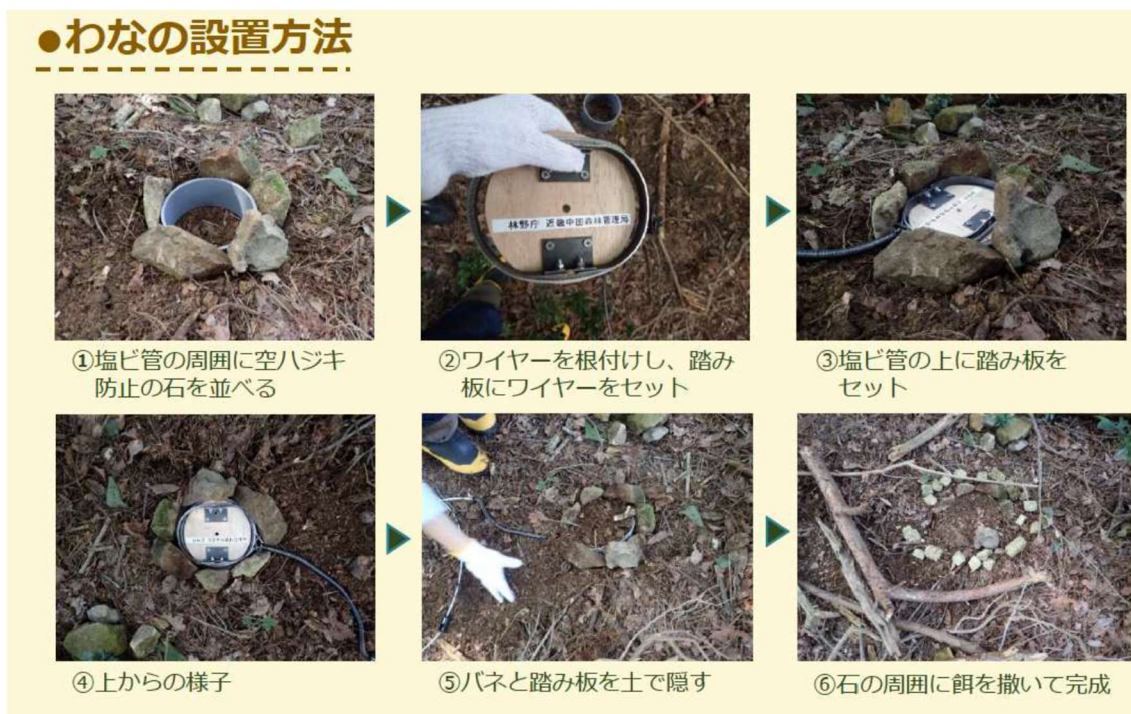 ●わなの設置方法
林野庁 近畿中国森林管理局
①塩ビ管の周囲に空ハジキ
防止の石を並べる
②ワイヤーを根付けし、踏み
板にワイヤーをセット
③塩ビ管の上に踏み板を
セット
④上からの様子
⑤バネと踏み板を土で隠す
⑥石の周囲に餌を撒いて完成